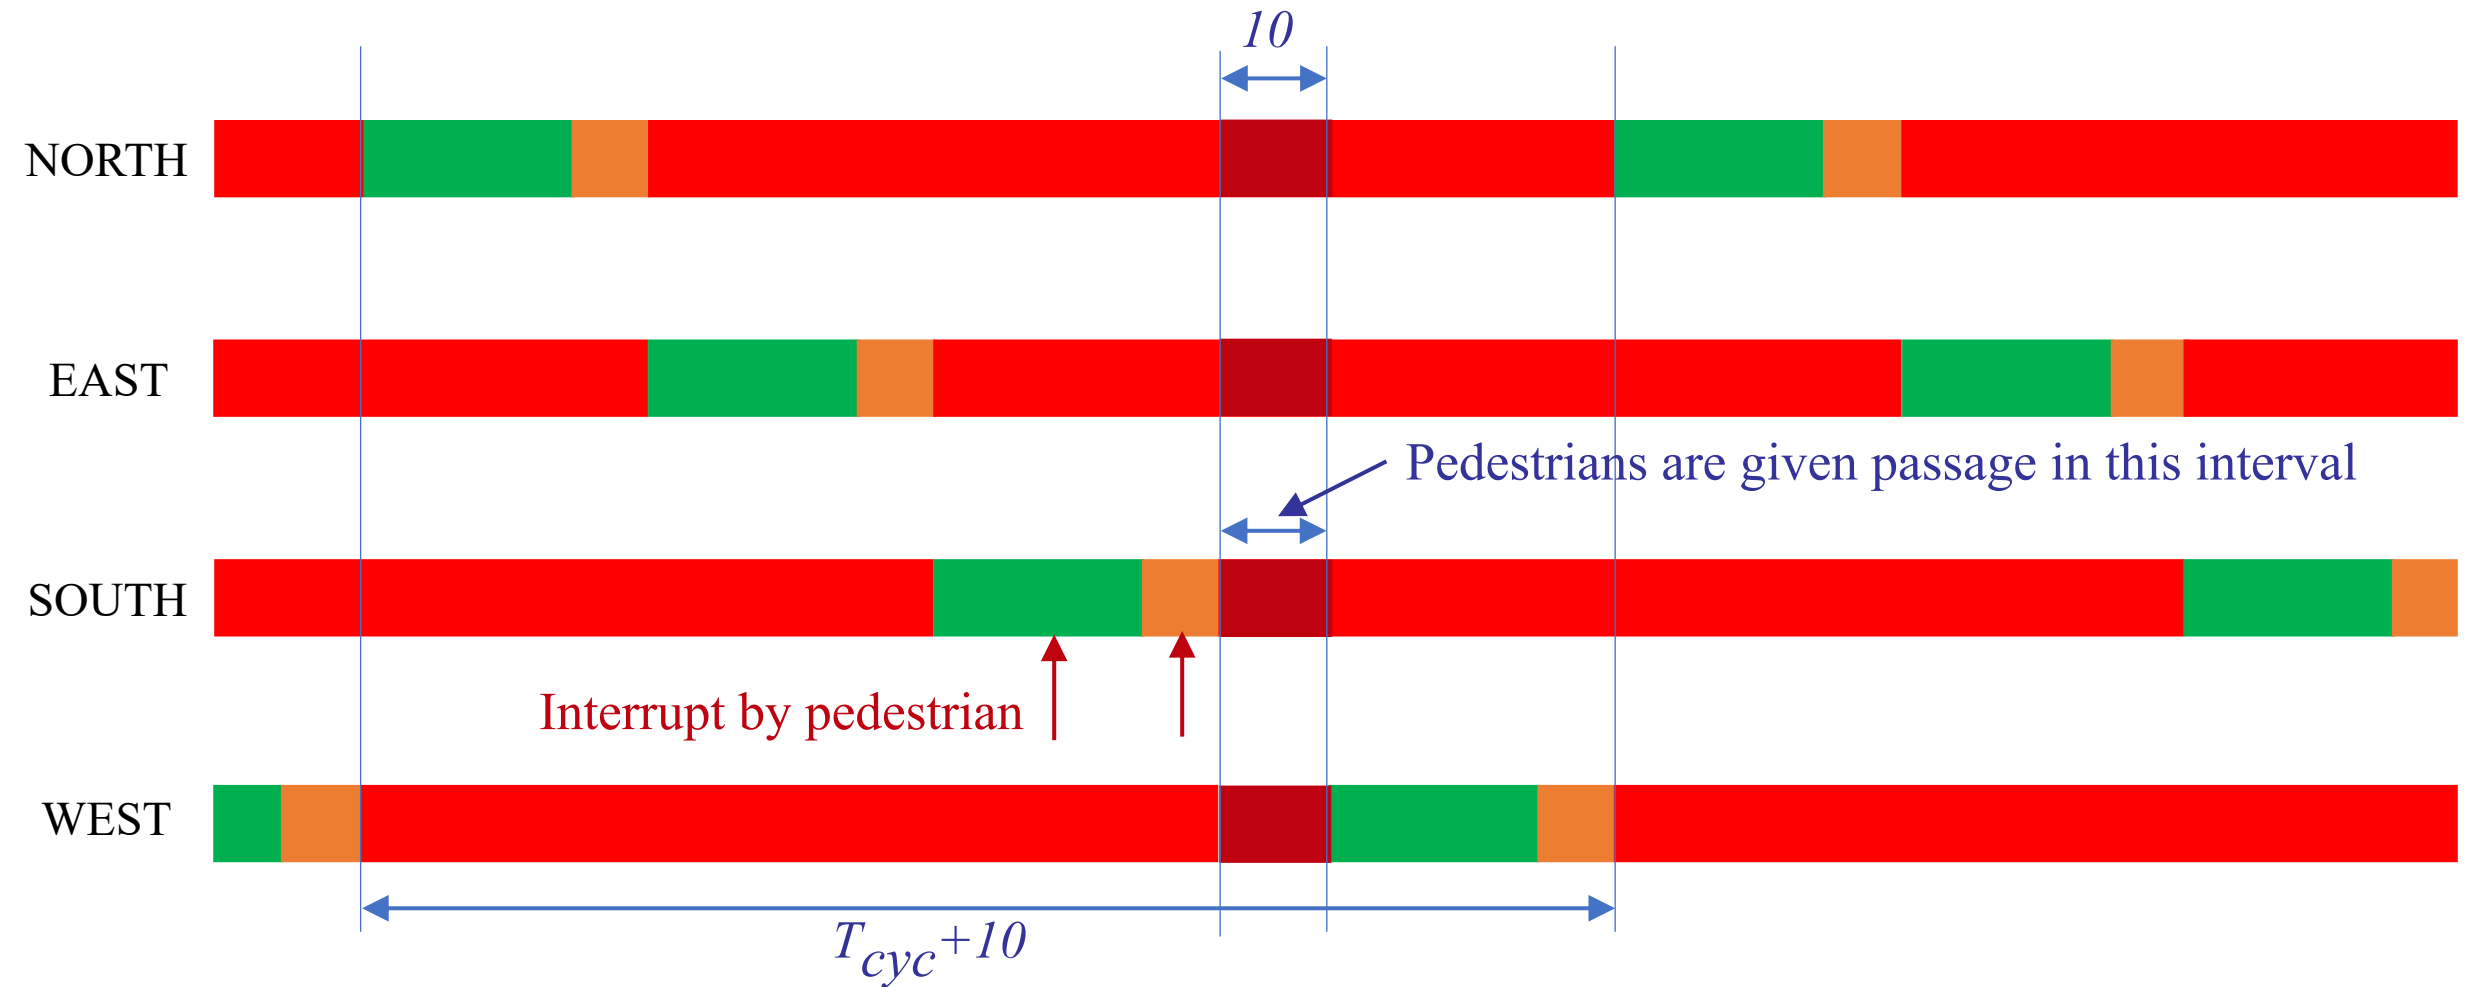 10
NORTH
EAST
Pedestrians are given passage in this interval
SOUTH
Interrupt by pedestrian
WEST
Tcyc+10